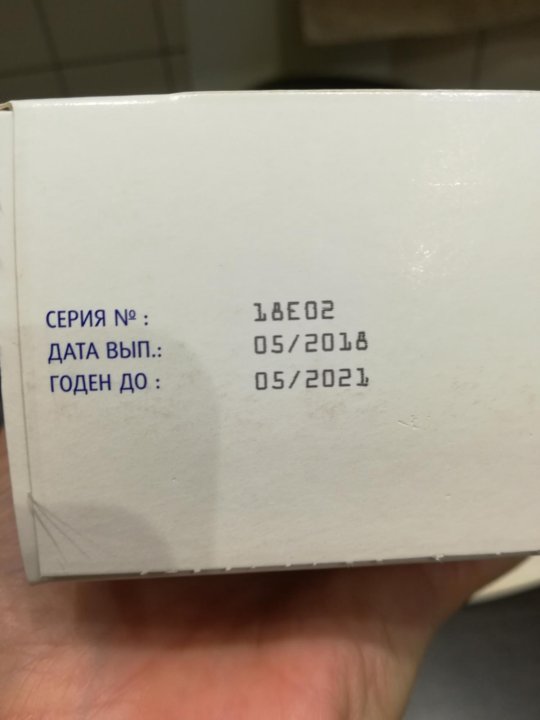 СЕРИЯ № : 18E02
ДАТА ВЫП.: 05/2018
ГОДЕН ДО : 05/2021